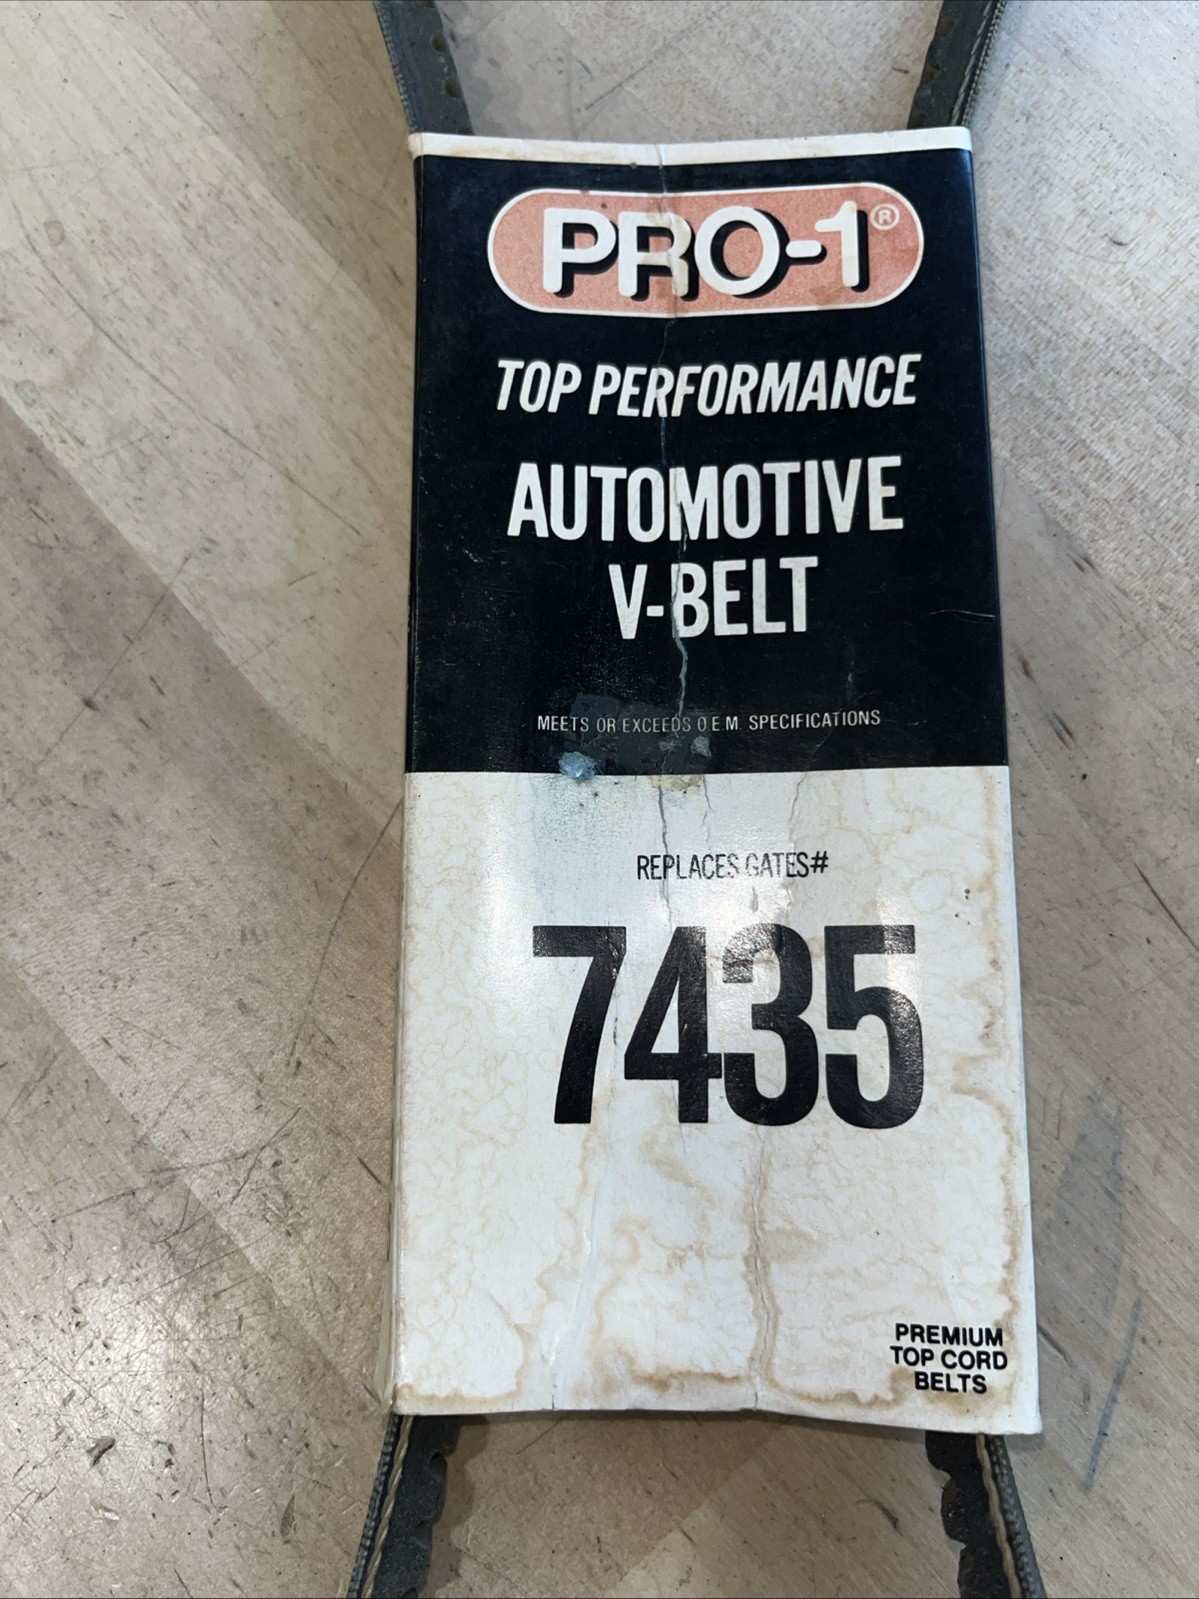 PRO-1®
TOP PERFORMANCE
AUTOMOTIVE
V-BELT
MEETS OR EXCEEDS O.E.M. SPECIFICATIONS
REPLACES GATES#
7435
PREMIUM
TOP CORD
BELTS